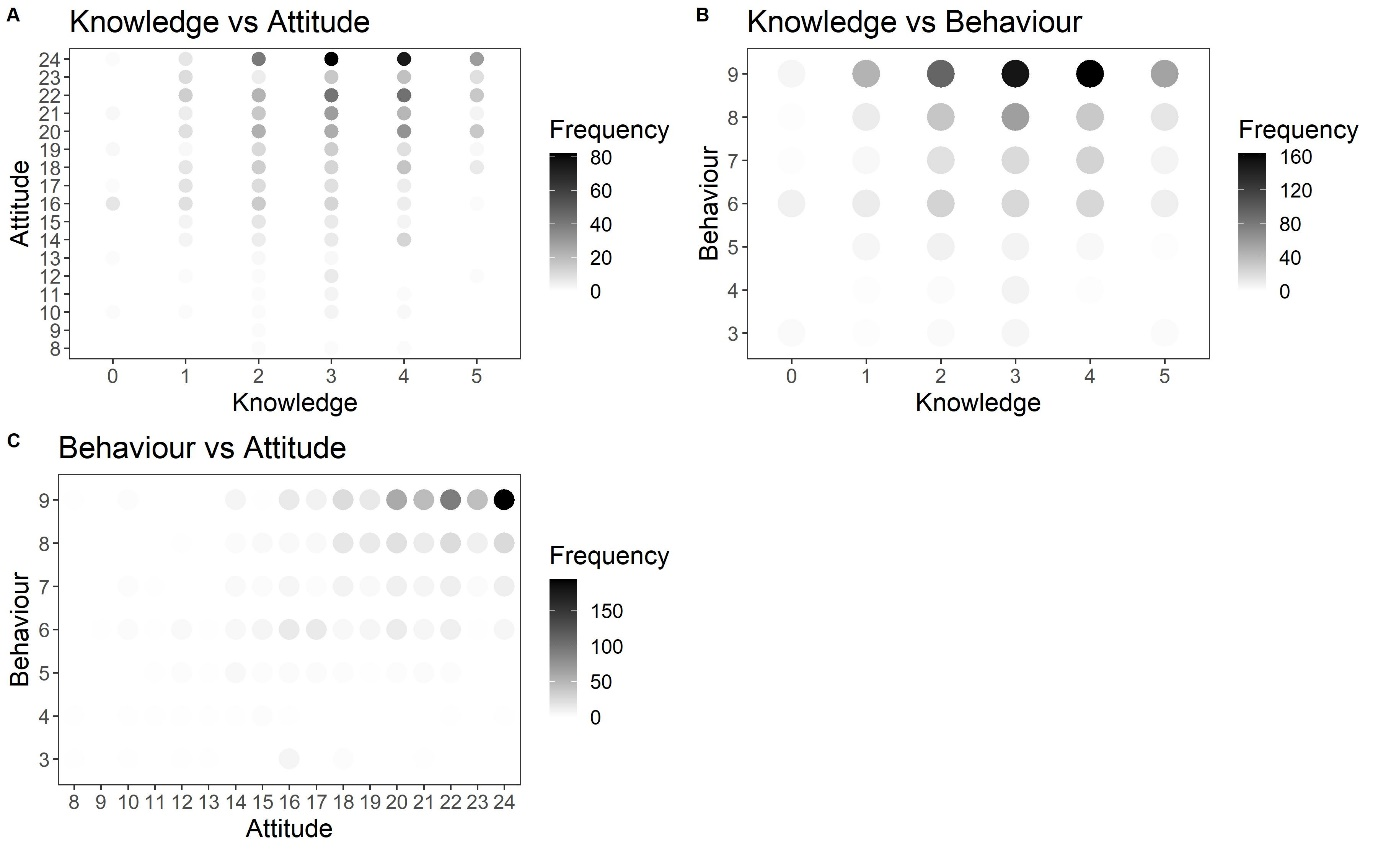 A
Knowledge vs Attitude
24
23
22
21
20
19
18
17
16
15
14
13
12
11
10
9
8
Attitude
0 1 2 3 4 5
Knowledge
Frequency
80
60
40
20
0
B
Knowledge vs Behaviour
9
8
7
6
5
4
3
Behaviour
0 1 2 3 4 5
Knowledge
Frequency
160
120
80
40
0
C
Behaviour vs Attitude
9
8
7
6
5
4
3
Behaviour
8 9 10 11 12 13 14 15 16 17 18 19 20 21 22 23 24
Attitude
Frequency
150
100
50
0